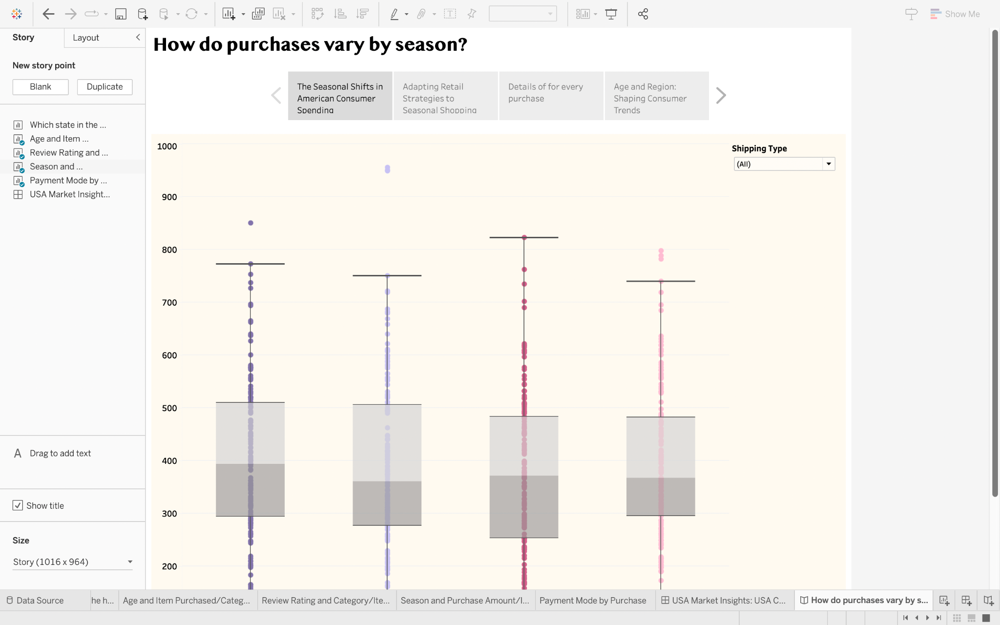 Show Me
Story
Layout
New story point
Blank
Duplicate
Which state in the ...
Age and Item ...
Review Rating and ...
Season and ...
Payment Mode by ...
USA Market Insight...
A
Drag to add text
Show title
Size
Story (1016 x 964)
How do purchases vary by season?
The Seasonal Shifts in
American Consumer
Spending
Adapting Retail
Strategies to
Seasonal Shopping
Details of for every
purchase
Age and Region:
Shaping Consumer
Trends
Shipping Type
(All)
1000
900
800
700
600
500
400
300
200
Data Source
he h...
Age and Item Purchased/Categ...
Review Rating and Category/Ite...
Season and Purchase Amount/I...
Payment Mode by Purchase
USA Market Insights: USA C...
How do purchases vary by s...